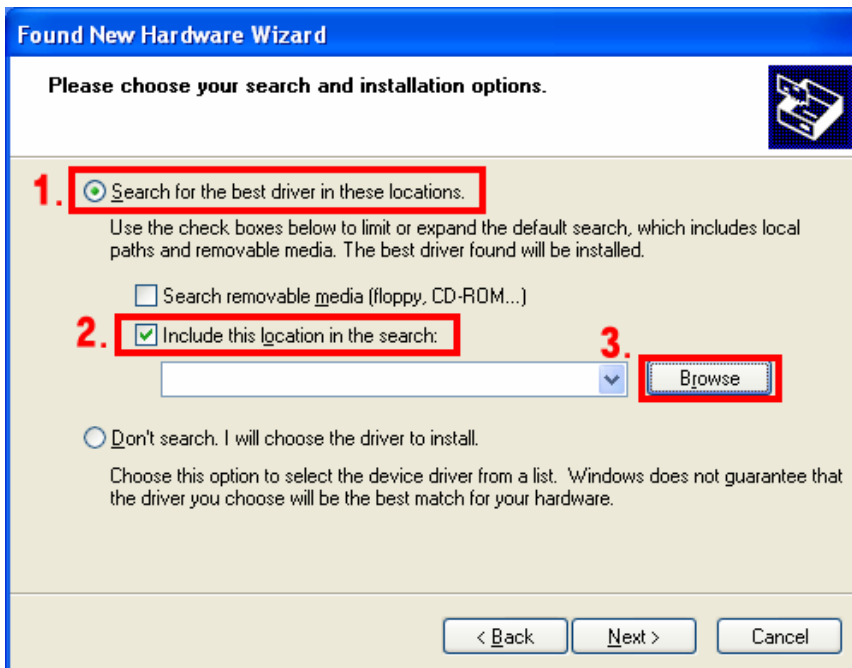 Found New Hardware Wizard
Please choose your search and installation options.
1. Search for the best driver in these locations.
Use the check boxes below to limit or expand the default search, which includes local
paths and removable media. The best driver found will be installed.
Search removable media (floppy, CD-ROM...)
2. Include this location in the search:
3. Browse
Don't search. I will choose the driver to install.
Choose this option to select the device driver from a list. Windows does not guarantee that
the driver you choose will be the best match for your hardware.
< Back Next > Cancel